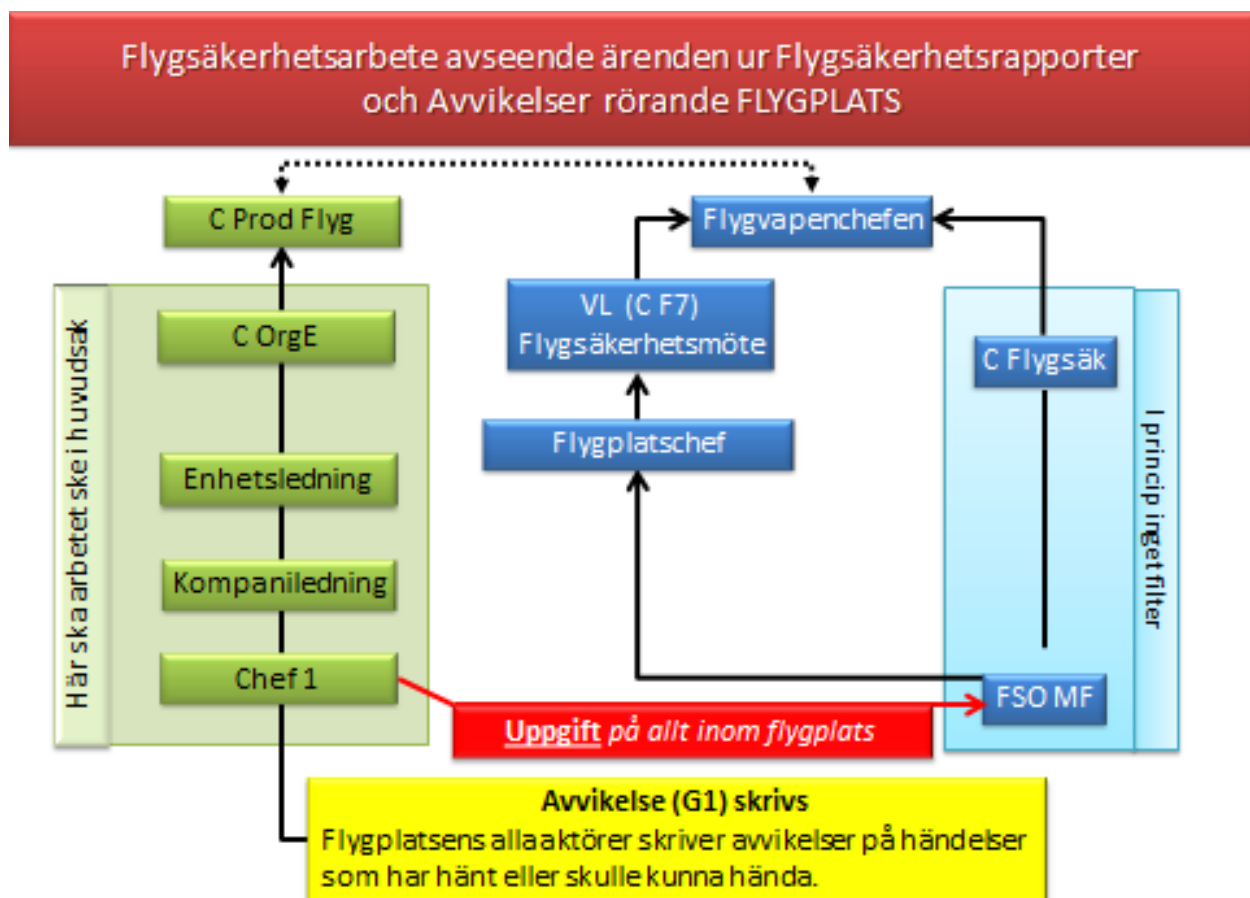 Flygsäkerhetsarbete avseende ärenden ur Flygsäkerhetsrapporter
och Avvikelser rörande FLYGPLATS
C Prod Flyg
Flygvapenchefen
Här ska arbetet ske i huvudsak
C OrgE
VL (C F7)
Flygsäkerhetsmöte
C Flygsäk
I princip inget filter
Flygplatschef
Enhetsledning
Kompaniledning
Chef 1
FSO MF
Uppgift på allt inom flygplats
Avvikelse (G1) skrivs
Flygplatsens alla aktörer skriver avvikelser på händelser
som har hänt eller skulle kunna hända.